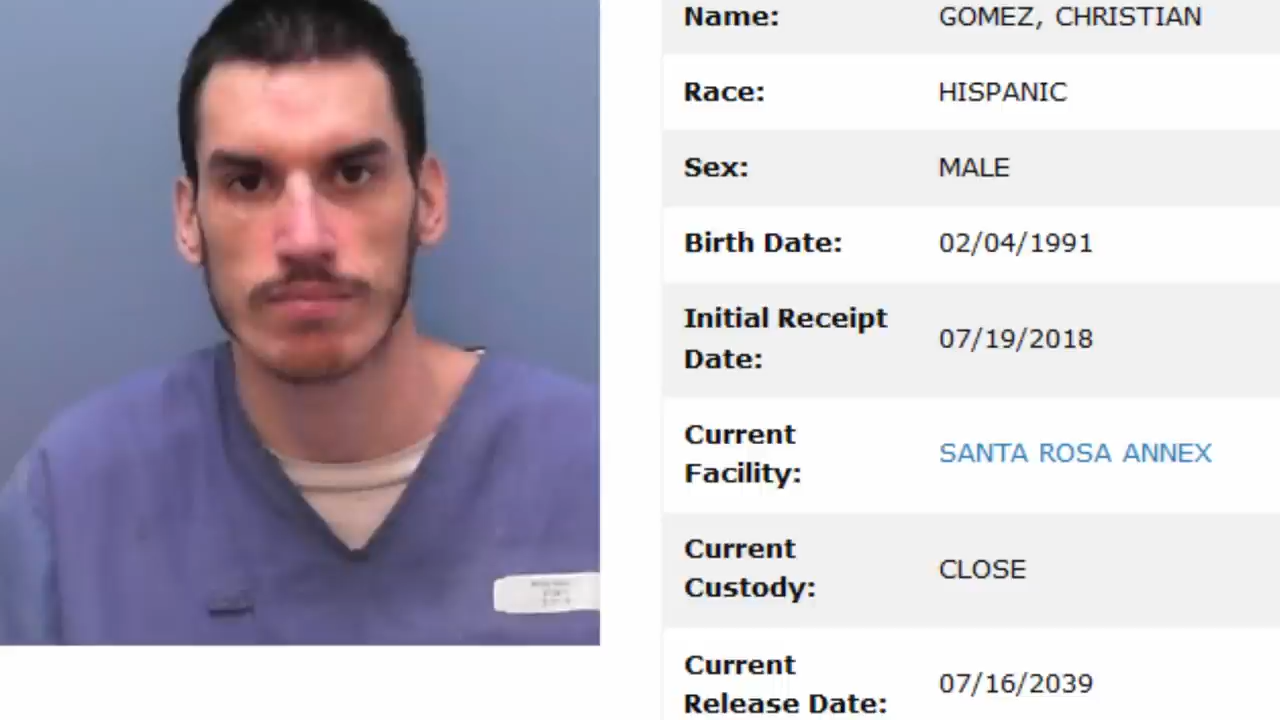 Name: GOMEZ, CHRISTIAN
Race: HISPANIC
Sex: MALE
Birth Date: 02/04/1991
Initial Receipt
Date: 07/19/2018
Current
Facility: SANTA ROSA ANNEX
Current
Custody: CLOSE
Current
Release Date: 07/16/2039